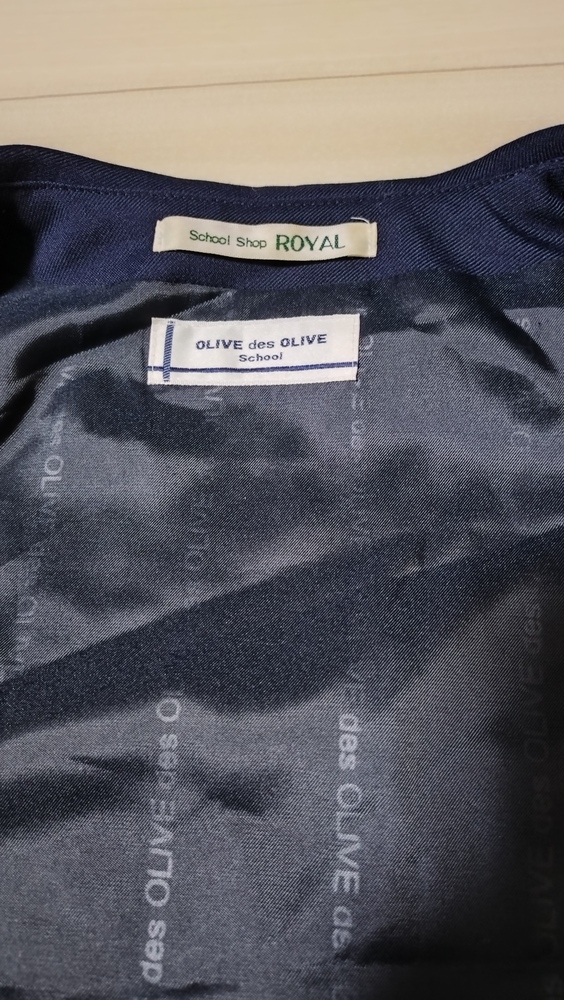 School Shop ROYAL
OLIVE des OLIVE
School
des OLIVE des
des OLIVE
OLIVE des